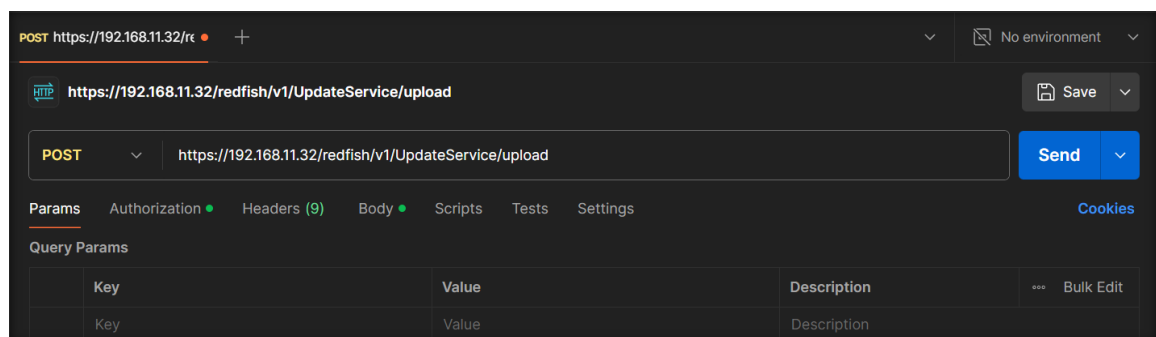 POST https://192.168.11.32/re
No environment
HTTP https://192.168.11.32/redfish/v1/UpdateService/upload
Save
POST https://192.168.11.32/redfish/v1/UpdateService/upload
Send
Params Authorization Headers (9) Body Scripts Tests Settings Cookies
Query Params
Key Value Description Bulk Edit
Key Value Description